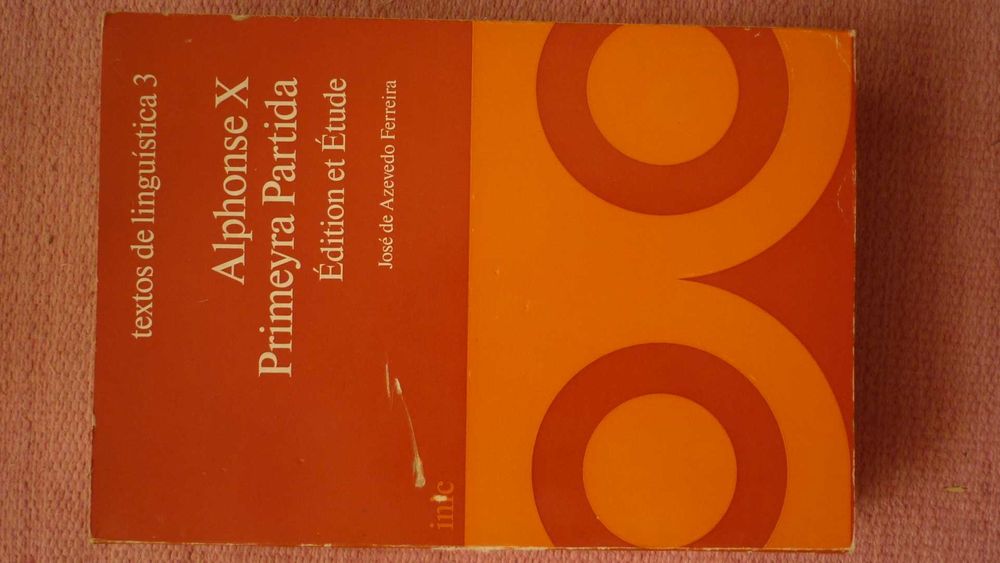 textos de linguística 3
Alphonse X
Primeyra Partida
Édition et Étude
José de Azevedo Ferreira
inic